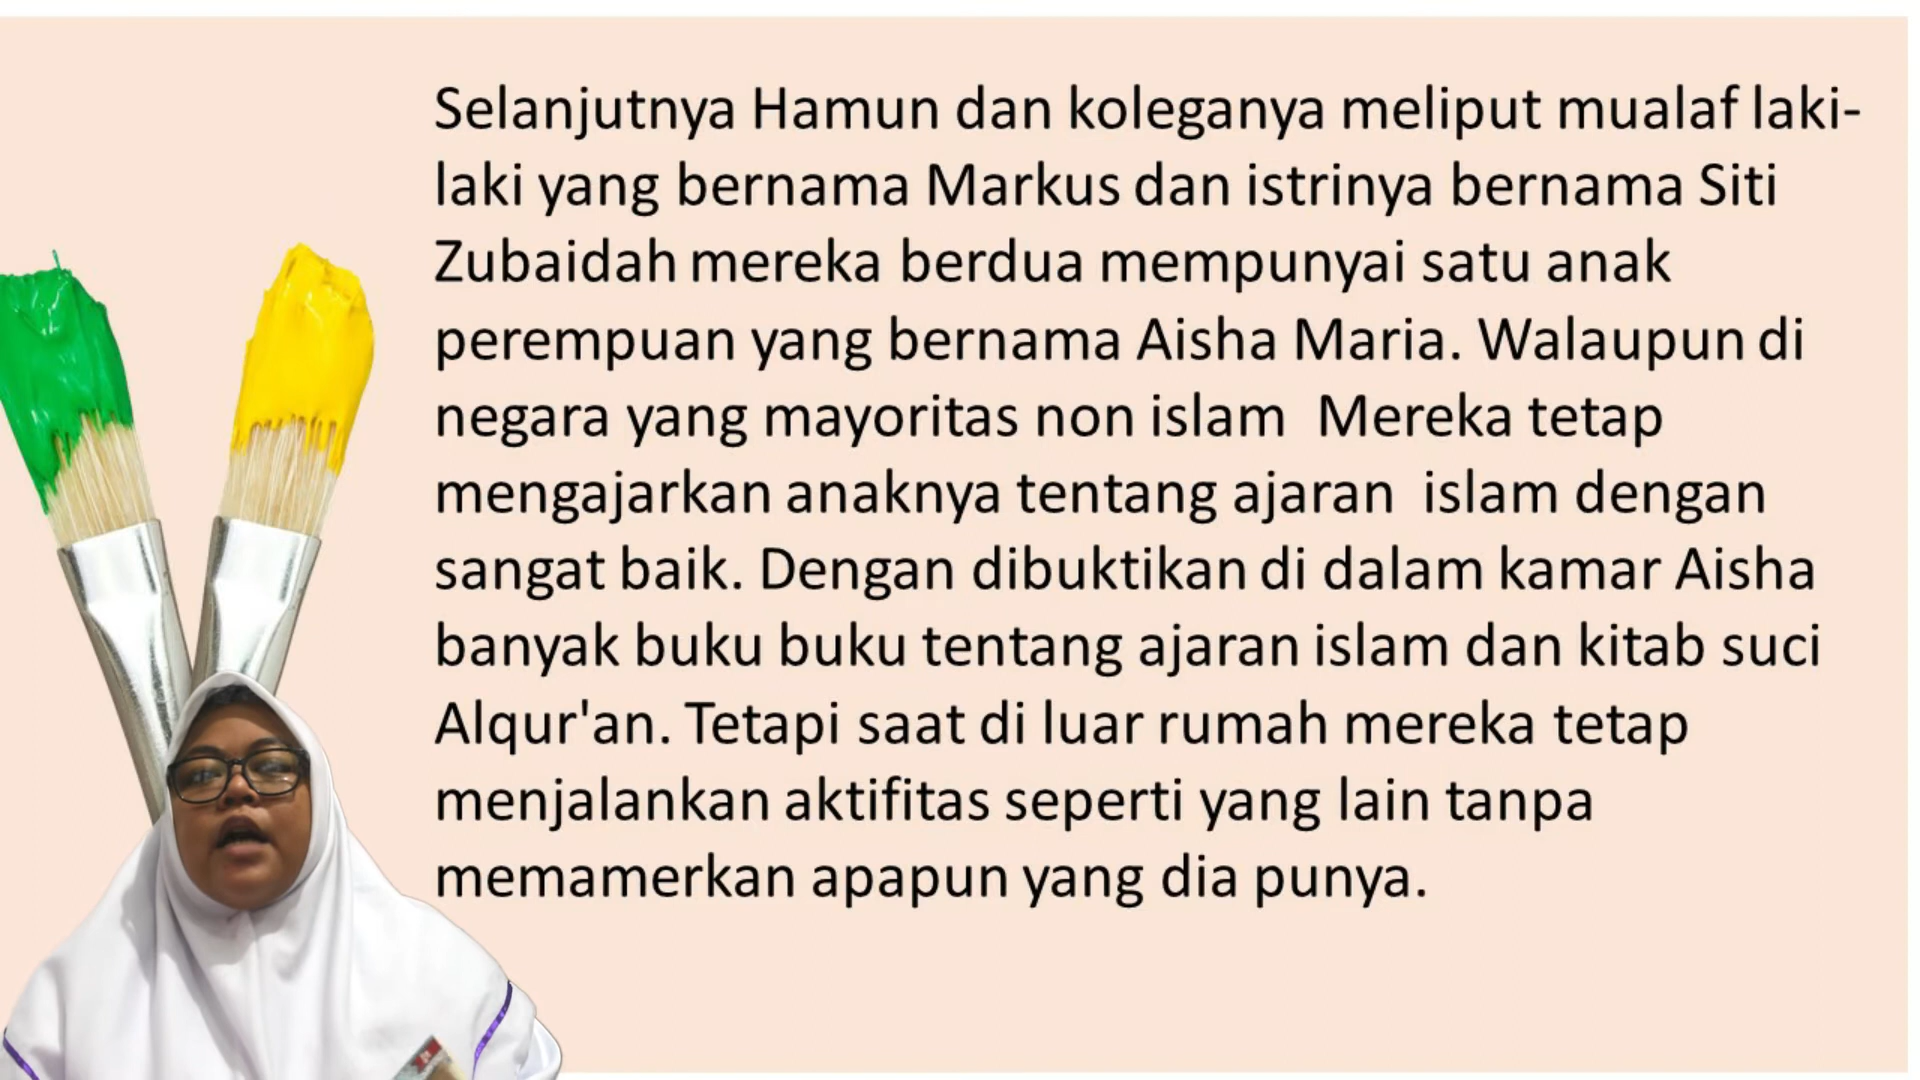 Selanjutnya Hamun dan koleganya meliput mualaf laki-
laki yang bernama Markus dan istrinya bernama Siti
Zubaidah mereka berdua mempunyai satu anak
perempuan yang bernama Aisha Maria. Walaupun di
negara yang mayoritas non islam  Mereka tetap
mengajarkan anaknya tentang ajaran  islam dengan
sangat baik. Dengan dibuktikan di dalam kamar Aisha
banyak buku buku tentang ajaran islam dan kitab suci
Alqur'an. Tetapi saat di luar rumah mereka tetap
menjalankan aktifitas seperti yang lain tanpa
memamerkan apapun yang dia punya.